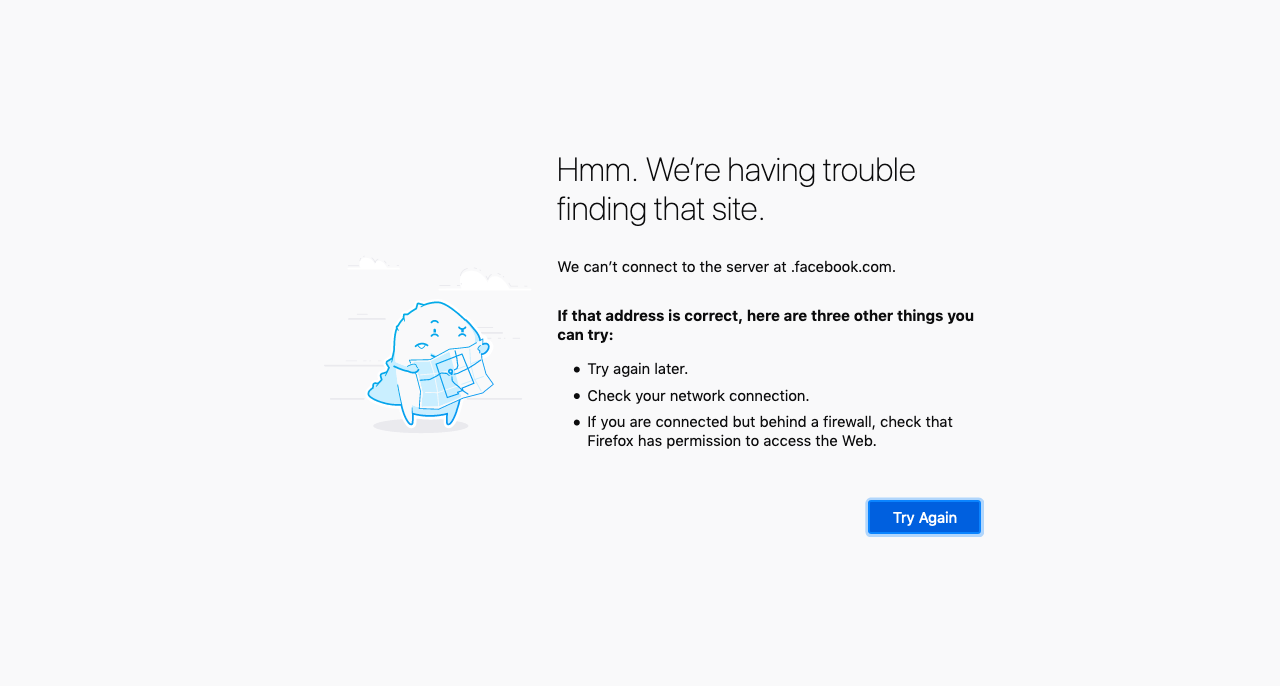 Hmm. We’re having trouble
finding that site.
We can’t connect to the server at .facebook.com.
If that address is correct, here are three other things you
can try:
• Try again later.
• Check your network connection.
• If you are connected but behind a firewall, check that
Firefox has permission to access the Web.
Try Again